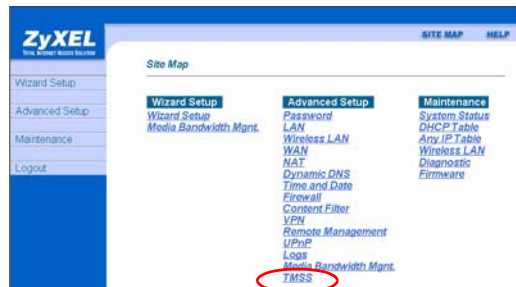 ZyXEL
TOTAL INTERNET ACCESS SOLUTION
SITE MAP
HELP
Wizard Setup
Advanced Setup
Maintenance
Logout
Site Map
Wizard Setup
Wizard Setup
Media Bandwidth Mgnt.
Advanced Setup
Password
LAN
Wireless LAN
WAN
NAT
Dynamic DNS
Time and Date
Firewall
Content Filter
VPN
Remote Management
UPnP
Logs
Media Bandwidth Mgnt.
TMSS
Maintenance
System Status
DHCP Table
Any IP Table
Wireless LAN
Diagnostic
Firmware